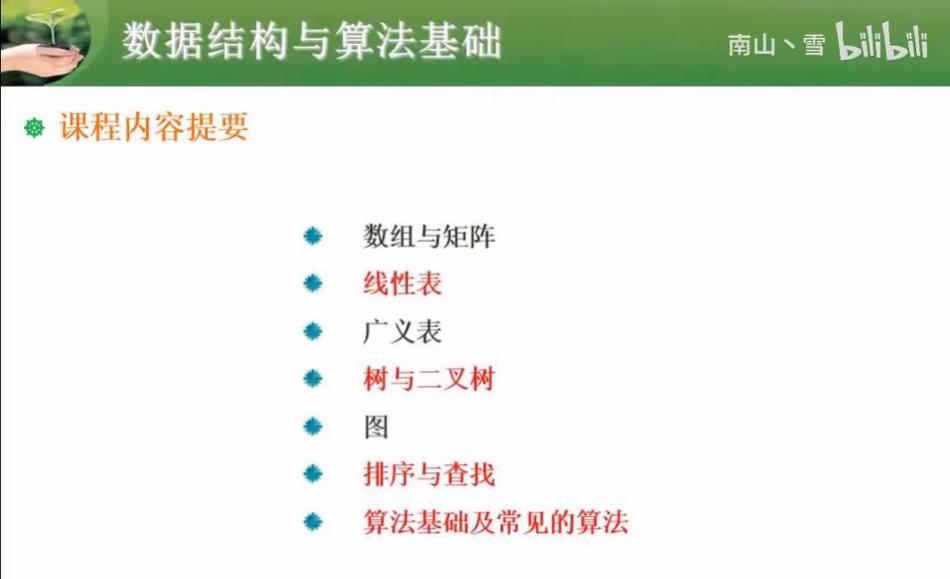 数据结构与算法基础
南山丶雪 bilibili
课程内容提要
数组与矩阵
线性表
广义表
树与二叉树
图
排序与查找
算法基础及常见的算法